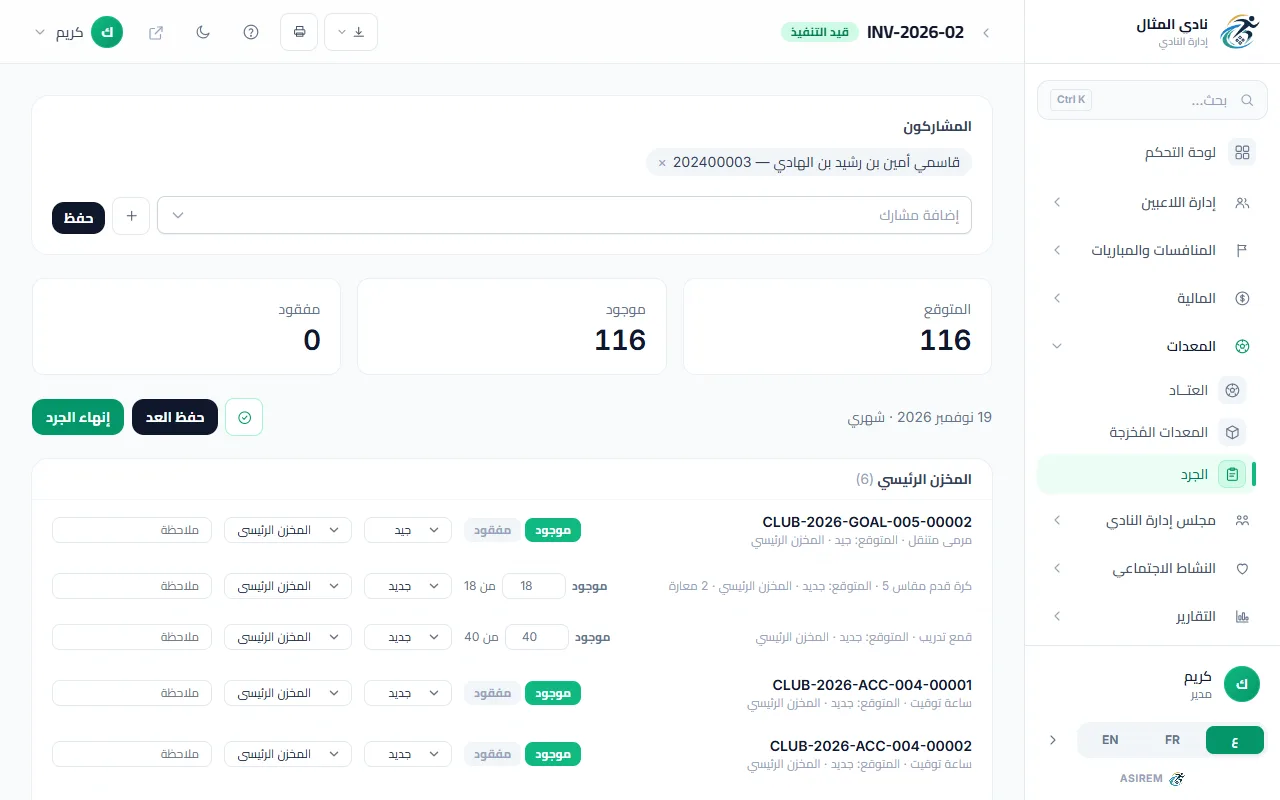 نادي المثال
إدارة النادي
بحث...
Ctrl K
لوحة التحكم
إدارة اللاعبين
المنافسات والمباريات
المالية
المعدات
العتــاد
المعدات المُخرجة
الجرد
مجلس إدارة النادي
النشاط الاجتماعي
التقارير
ك
كريم
مدير
ع
FR
EN
ASIREM
INV-2026-02
قيد التنفيذ
ك
كريم
المشاركون
قاسمي أمين بن رشيد بن الهادي — 202400003 ×
إضافة مشارك
+
حفظ
المتوقع
116
موجود
116
مفقود
0
19 نوفمبر 2026 · شهري
حفظ العد
إنهاء الجرد
المخزن الرئيسي (6)
CLUB-2026-GOAL-005-00002
مرمى متنقل · المتوقع: جيد · المخزن الرئيسي
موجود
مفقود
جيد
المخزن الرئيسي
ملاحظة
كرة قدم مقاس 5 · المتوقع: جديد · المخزن الرئيسي · 2 معارة
موجود
18
من 18
جديد
المخزن الرئيسي
ملاحظة
قمع تدريب · المتوقع: جديد · المخزن الرئيسي
موجود
40
من 40
جديد
المخزن الرئيسي
ملاحظة
CLUB-2026-ACC-004-00001
ساعة توقيت · المتوقع: جديد · المخزن الرئيسي
موجود
مفقود
جديد
المخزن الرئيسي
ملاحظة
CLUB-2026-ACC-004-00002
ساعة توقيت · المتوقع: جديد · المخزن الرئيسي
موجود
مفقود
جديد
المخزن الرئيسي
ملاحظة